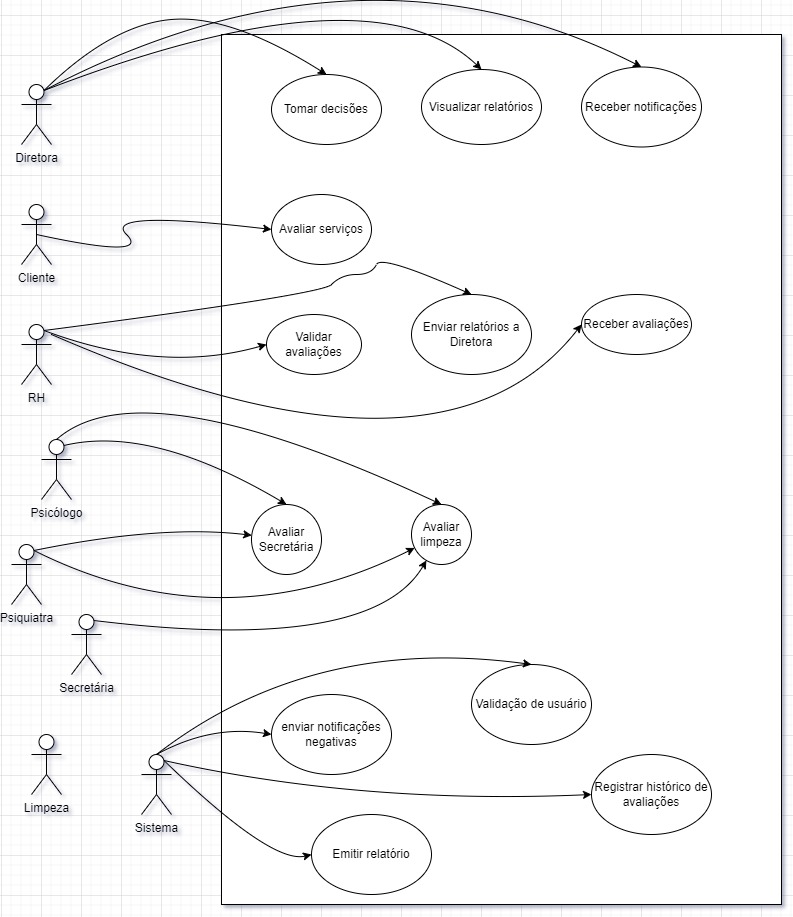 Tomar decisões
Visualizar relatórios
Receber notificações
Diretora
Avaliar serviços
Cliente
Validar
avaliações
Enviar relatórios a
Diretora
Receber avaliações
RH
Psicólogo
Avaliar
Secretária
Avaliar
limpeza
Psiquiatra
Secretária
Validação de usuário
enviar notificações
negativas
Registrar histórico de
avaliações
Limpeza
Sistema
Emitir relatório